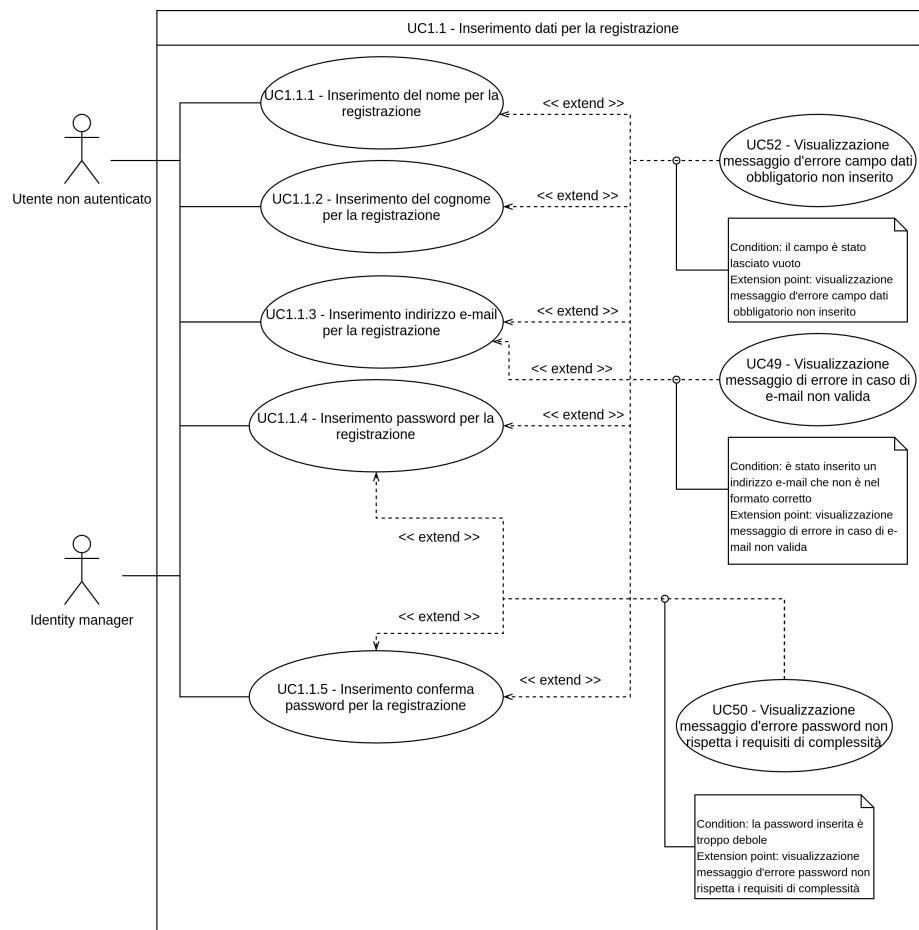 UC1.1 - Inserimento dati per la registrazione
UC1.1.1 - Inserimento del nome per la
registrazione
<< extend >>
Utente non autenticato
UC52 - Visualizzazione
messaggio d'errore campo dati
obbligatorio non inserito
UC1.1.2 - Inserimento del cognome
per la registrazione
<< extend >>
Condition: il campo è stato
lasciato vuoto
Extension point: visualizzazione
messaggio d'errore campo dati
obbligatorio non inserito
UC1.1.3 - Inserimento indirizzo e-mail
per la registrazione
<< extend >>
<< extend >>
UC49 - Visualizzazione
messaggio di errore in caso di
e-mail non valida
UC1.1.4 - Inserimento password per la
registrazione
<< extend >>
Condition: è stato inserito un
indirizzo e-mail che non è nel
formato corretto
Extension point: visualizzazione
messaggio di errore in caso di e-
mail non valida
<< extend >>
Identity manager
<< extend >>
UC1.1.5 - Inserimento conferma
password per la registrazione
<< extend >>
UC50 - Visualizzazione
messaggio d'errore password non
rispetta i requisiti di complessità
Condition: la password inserita è
troppo debole
Extension point: visualizzazione
messaggio d'errore password non
rispetta i requisiti di complessità